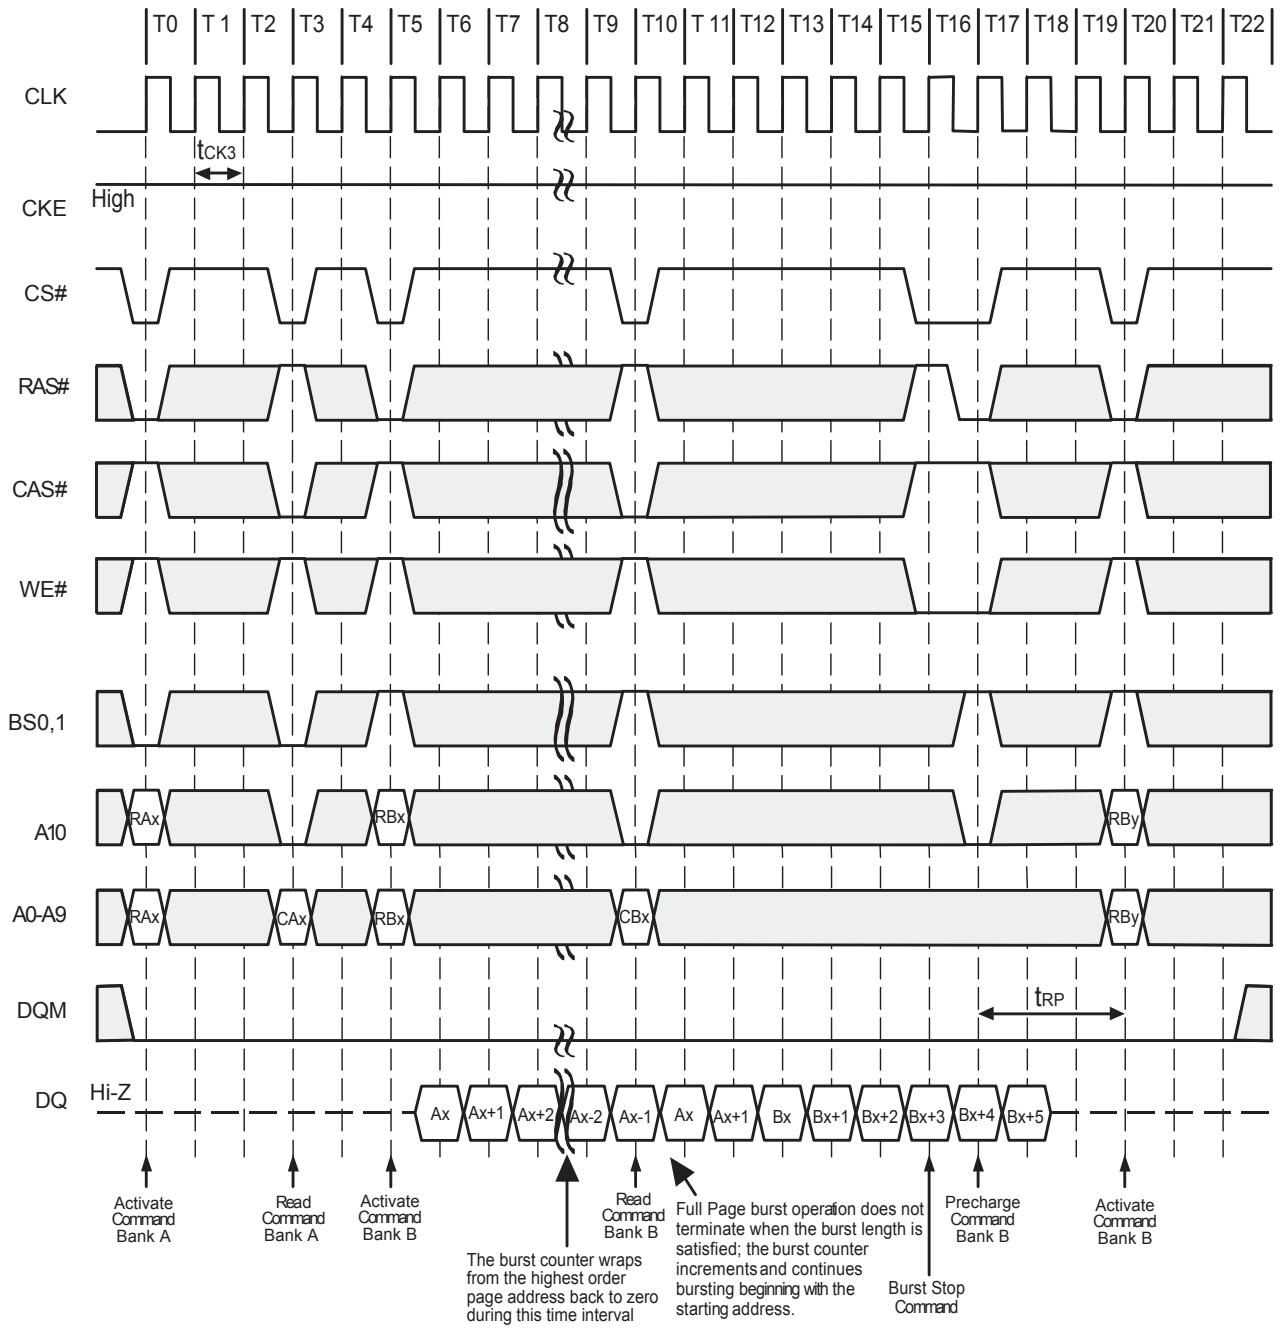 T0 T 1 T2 T3 T4 T5 T6 T7 T8 T9 T10 T 11 T12 T13 T14 T15 T16 T17 T18 T19 T20 T21 T22
CLK
tCK3
CKE High
CS#
RAS#
CAS#
WE#
BS0,1
A10 RAx RBx RBy
A0-A9 RAx CAx RBx CBx RBy
DQM tRP
DQ Hi-Z Ax Ax+1 Ax+2 Ax-2 Ax-1 Ax Ax+1 Bx Bx+1 Bx+2 Bx+3 Bx+4 Bx+5
Activate
Command
Bank A
Read
Command
Bank A
Activate
Command
Bank B
The burst counter wraps
from the highest order
page address back to zero
during this time interval
Read
Command
Bank B
Full Page burst operation does not
terminate when the burst length is
satisfied; the burst counter
increments and continues
bursting beginning with the
starting address.
Burst Stop
Command
Precharge
Command
Bank B
Activate
Command
Bank B